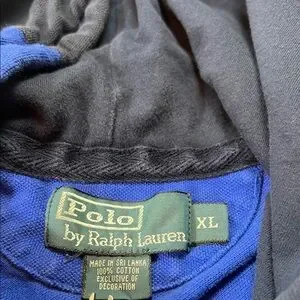 Polo
by Ralph Lauren
XL
MADE IN SRI LANKA
100% COTTON
EXCLUSIVE OF
DECORATION